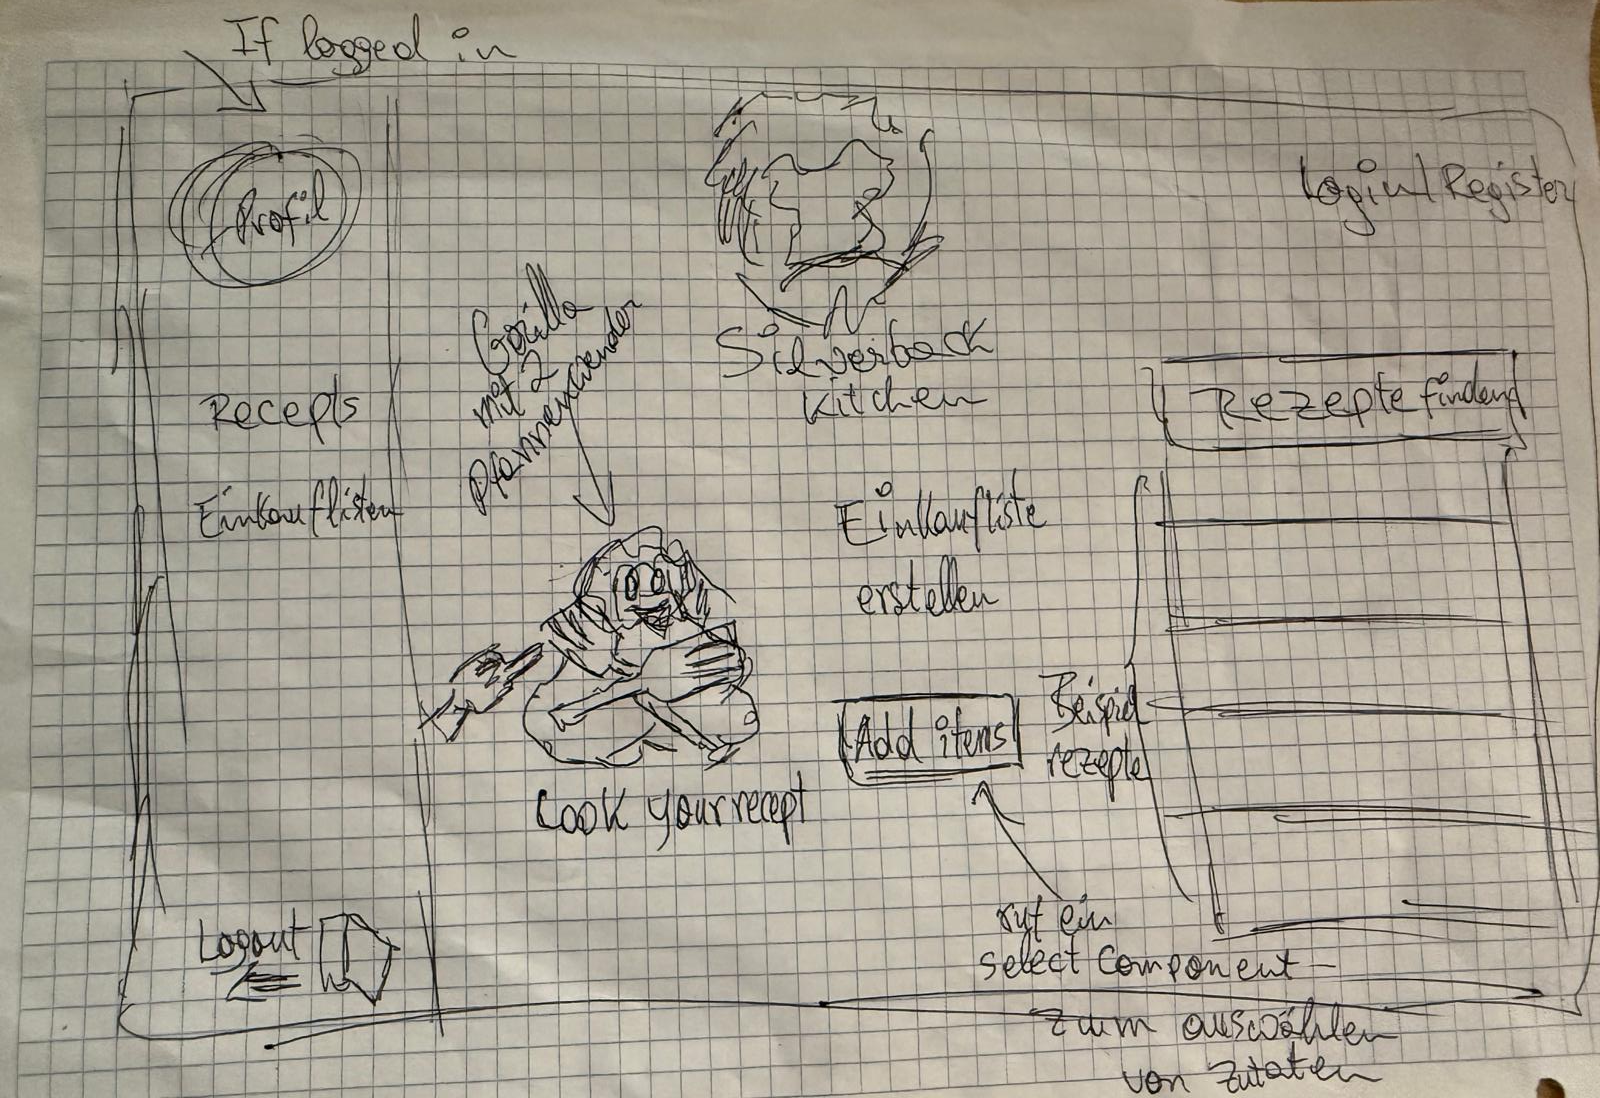 If logged in
Profil
Login/Register
Gorilla
mit 2
Pfannenwender
Silverback
Kitchen
Recepts
Rezepte finden
Einkauflisten
Einkaufliste
erstellen
Add items
Beispiel
rezepte
Cook your recept
Logout
ruft ein
select Component
zum auswählen
von Zutaten